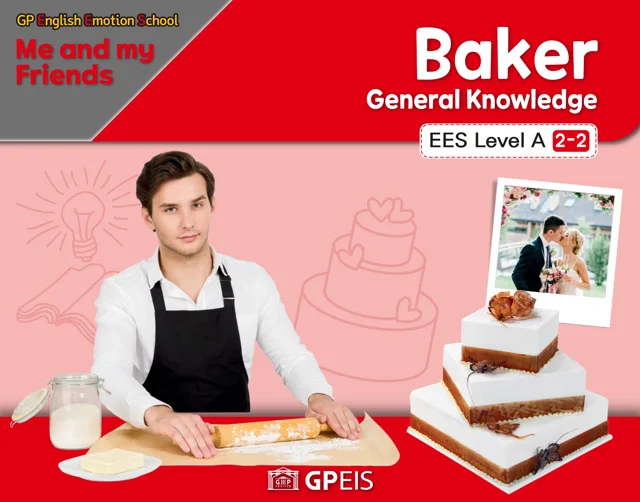 GP English Emotion School
Me and my
Friends
Baker
General Knowledge
EES Level A 2-2
GPEIS